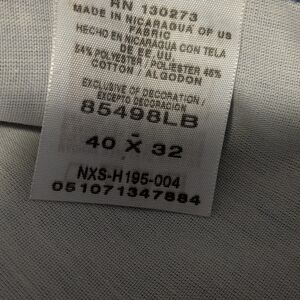 RN 130273
MADE IN NICARAGUA OF US
FABRIC
HECHO EN NICARAGUA CON TELA
DE EE.UU.
54% POLYESTER / POLIESTER 46%
COTTON / ALGODON
EXCLUSIVE OF DECORATION /
EXCEPTO DECORACION
85498LB
-
40 X 32
NXS-H195-004
051071347884